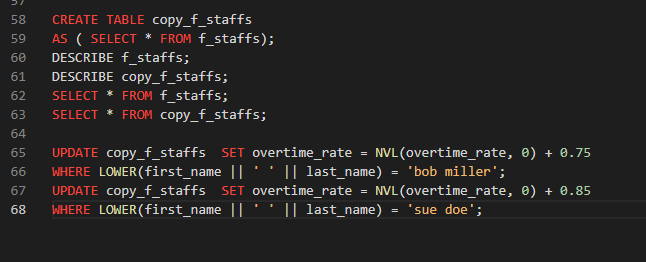 57
58 CREATE TABLE copy_f_staffs
59 AS ( SELECT * FROM f_staffs);
60 DESCRIBE f_staffs;
61 DESCRIBE copy_f_staffs;
62 SELECT * FROM f_staffs;
63 SELECT * FROM copy_f_staffs;
64
65 UPDATE copy_f_staffs  SET overtime_rate = NVL(overtime_rate, 0) + 0.75
66 WHERE LOWER(first_name || ' ' || last_name) = 'bob miller';
67 UPDATE copy_f_staffs  SET overtime_rate = NVL(overtime_rate, 0) + 0.85
68 WHERE LOWER(first_name || ' ' || last_name) = 'sue doe';